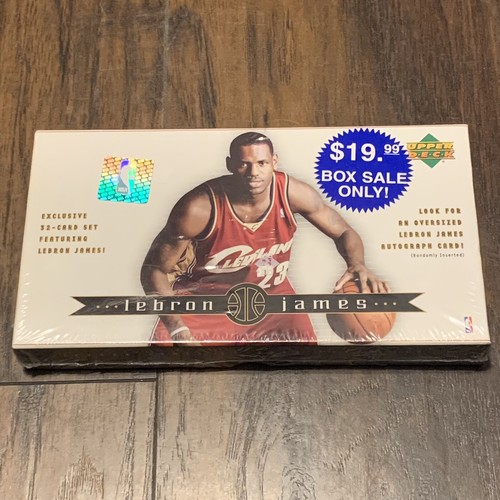 $19.99
BOX SALE
ONLY!
UPPER
DECK
EXCLUSIVE
52-CARD SET
FEATURING
LEBRON JAMES!
LOOK FOR
AN OVERSIZED
LEBRON JAMES
AUTOGRAPH CARD!
(Randomly Inserted)
CLEVELAND
23
...lebron james...